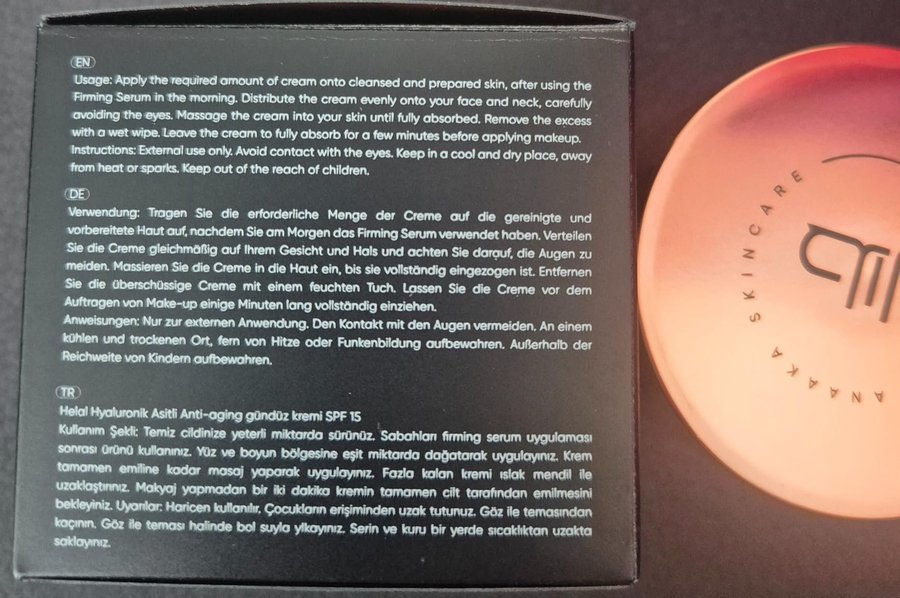 EN
Usage: Apply the required amount of cream onto cleansed and prepared skin, after using the
Firming Serum in the morning. Distribute the cream evenly onto your face and neck, carefully
avoiding the eyes. Massage the cream into your skin until fully absorbed. Remove the excess
with a wet wipe. Leave the cream to fully absorb for a few minutes before applying makeup.
Instructions: External use only. Avoid contact with the eyes. Keep in a cool and dry place, away
from heat or sparks. Keep out of the reach of children.
DE
Verwendung: Tragen Sie die erforderliche Menge der Creme auf die gereinigte und
vorbereitete Haut auf, nachdem Sie am Morgen das Firming Serum verwendet haben. Verteilen
Sie die Creme gleichmäßig auf Ihrem Gesicht und Hals und achten Sie darauf, die Augen zu
meiden. Massieren Sie die Creme in die Haut ein, bis sie vollständig eingezogen ist. Entfernen
Sie die überschüssige Creme mit einem feuchten Tuch. Lassen Sie die Creme vor dem
Auftragen von Make-up einige Minuten lang vollständig einziehen.
Anweisungen: Nur zur externen Anwendung. Den Kontakt mit den Augen vermeiden. An einem
kühlen und trockenen Ort, fern von Hitze oder Funkenbildung aufbewahren. Außerhalb der
Reichweite von Kindern aufbewahren.
TR
Helal Hyaluronik Asitli Anti-aging gündüz kremi SPF 15
Kullanım Şekli: Temiz cildinize yeterli miktarda sürünüz. Sabahları firming serum uygulaması
sonrası ürünü kullanınız. Yüz ve boyun bölgesine eşit miktarda dağatarak uygulayınız. Krem
tamamen emiline kadar masaj yaparak uygulayınız. Fazla kalan kremi ıslak mendil ile
uzaklaştırınız. Makyaj yapmadan bir iki dakika kremin tamamen cilt tarafından emilmesini
bekleyiniz. Uyarılar: Haricen kullanılır. Çocukların erişiminden uzak tutunuz. Göz ile temasından
kaçının. Göz ile teması halinde bol suyla yıkayınız. Serin ve kuru bir yerde sıcaklıktan uzakta
saklayınız.
ANAAKA SKINCARE